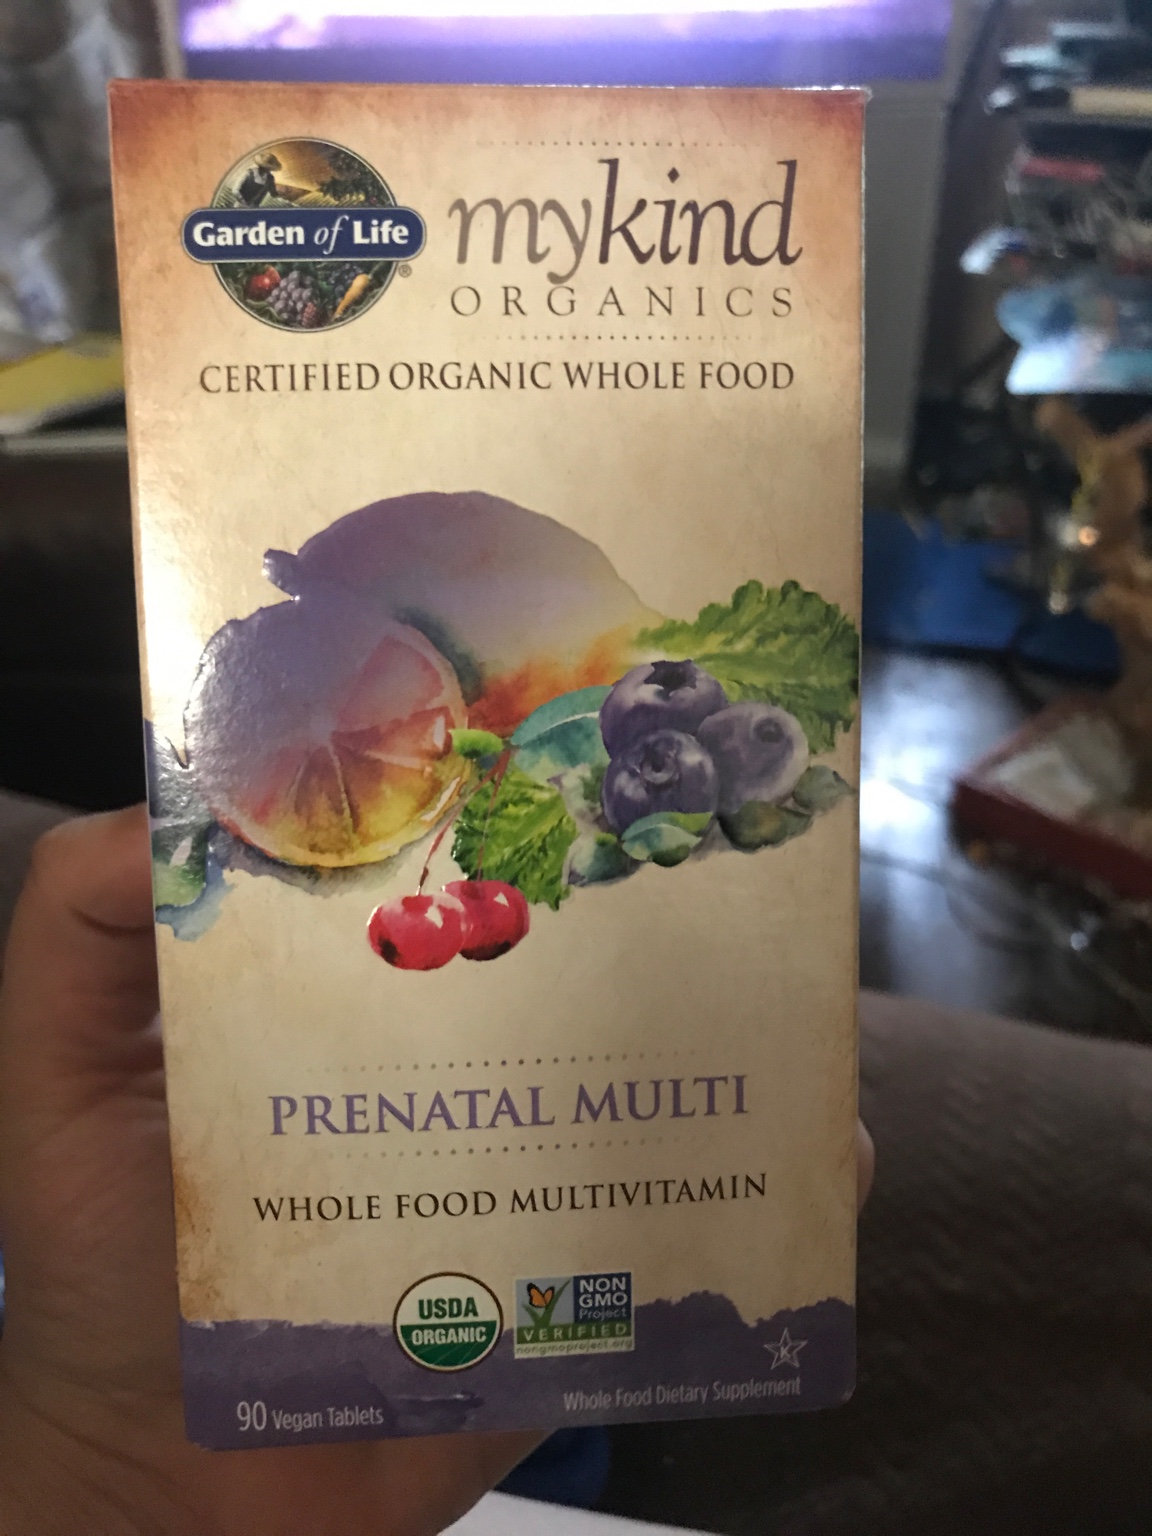 Garden of Life®
mykind
ORGANICS
CERTIFIED ORGANIC WHOLE FOOD
PRENATAL MULTI
WHOLE FOOD MULTIVITAMIN
USDA
ORGANIC
NON
GMO
Project
VERIFIED
nongmoproject.org
K
90 Vegan Tablets
Whole Food Dietary Supplement